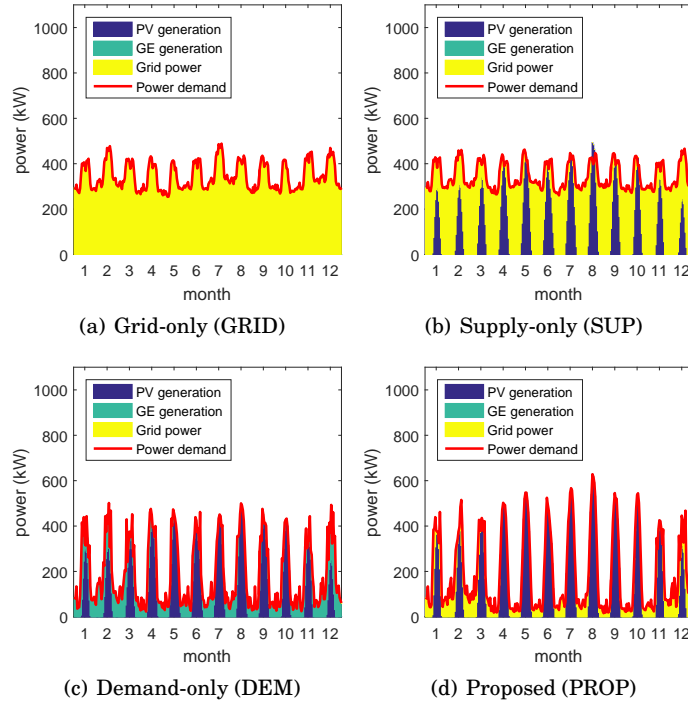 1000
800
600
400
200
0
power (kW)
PV generation
GE generation
Grid power
Power demand
1 2 3 4 5 6 7 8 9 10 11 12
month
(a) Grid-only (GRID)
1000
800
600
400
200
0
power (kW)
PV generation
GE generation
Grid power
Power demand
1 2 3 4 5 6 7 8 9 10 11 12
month
(b) Supply-only (SUP)
1000
800
600
400
200
0
power (kW)
PV generation
GE generation
Grid power
Power demand
1 2 3 4 5 6 7 8 9 10 11 12
month
(c) Demand-only (DEM)
1000
800
600
400
200
0
power (kW)
PV generation
GE generation
Grid power
Power demand
1 2 3 4 5 6 7 8 9 10 11 12
month
(d) Proposed (PROP)